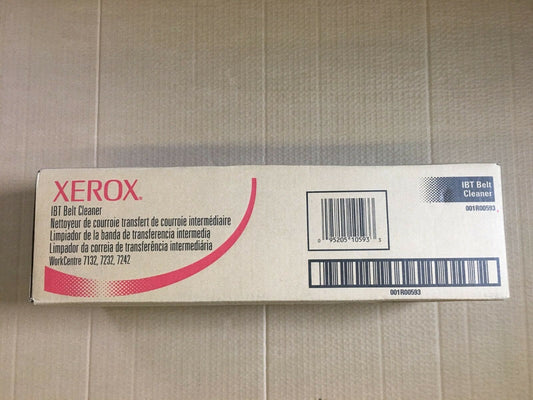 XEROX.
IBT Belt Cleaner
Nettoyeur de courroie transfert de courroie intermédiaire
Limpiador de la banda de transferencia intermedia
Limpador da correia de transferência intermediária
WorkCentre 7132, 7232, 7242
0 95205 10593 3
001R00593
IBT Belt
Cleaner
001R00593